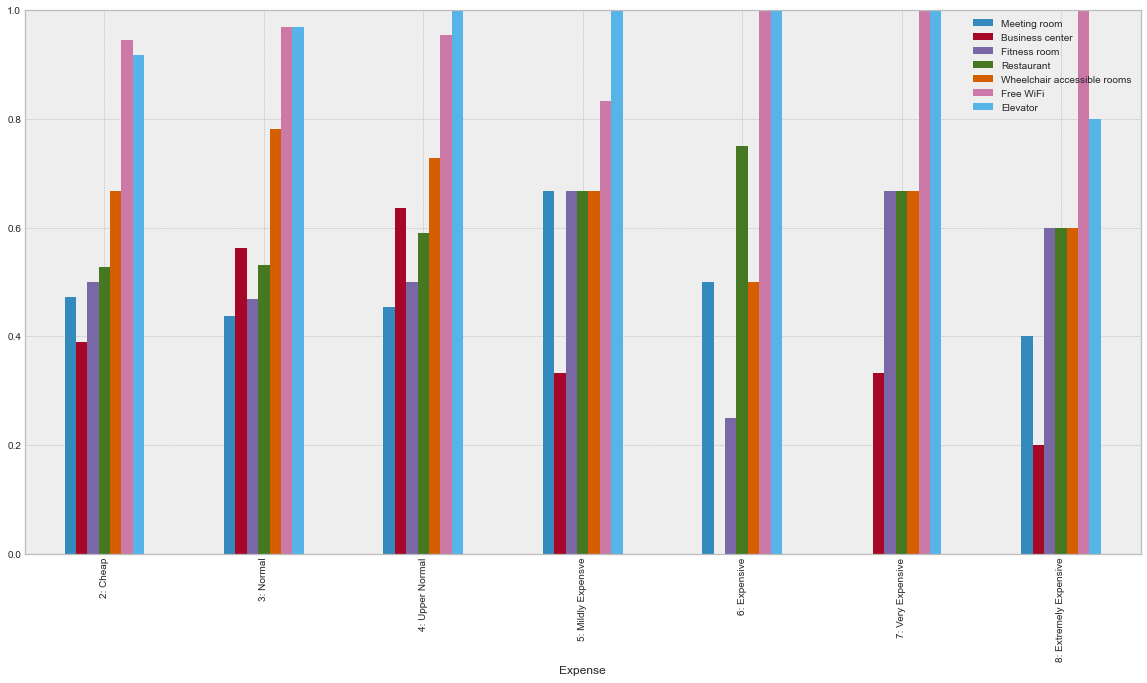 1.0
0.8
0.6
0.4
0.2
0.0
Meeting room
Business center
Fitness room
Restaurant
Wheelchair accessible rooms
Free WiFi
Elevator
2: Cheap
3: Normal
4: Upper Normal
5: Mildly Expensve
6: Expensive
7: Very Expensive
8: Extremely Expensive
Expense